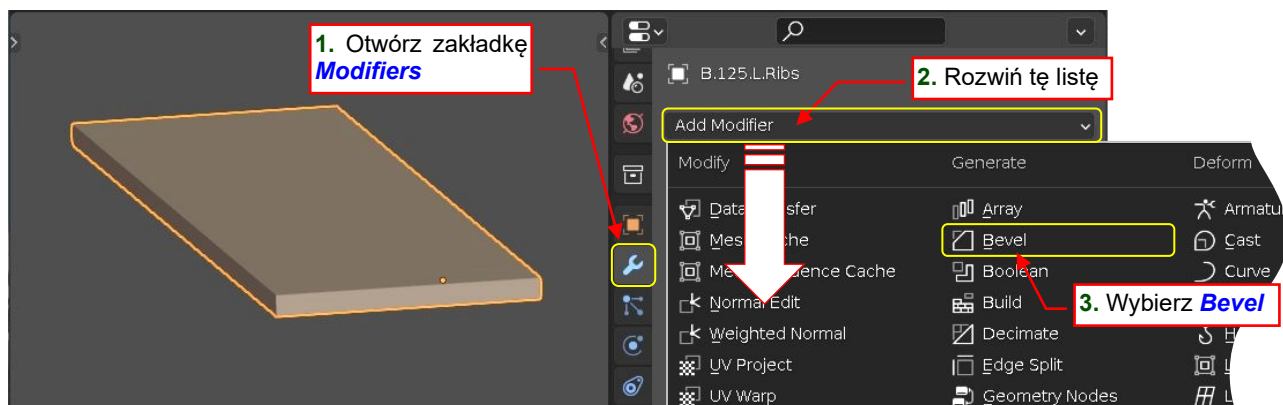 1. Otwórz zakładkę
Modifiers
B.125.L.Ribs
2. Rozwiń tę listę
Add Modifier
Modify
Generate
Deform
Array
Armatu
Bevel
Cast
Boolean
Curve
Normal Edit
Build
3. Wybierz Bevel
Weighted Normal
Decimate
UV Project
Edge Split
UV Warp
Geometry Nodes